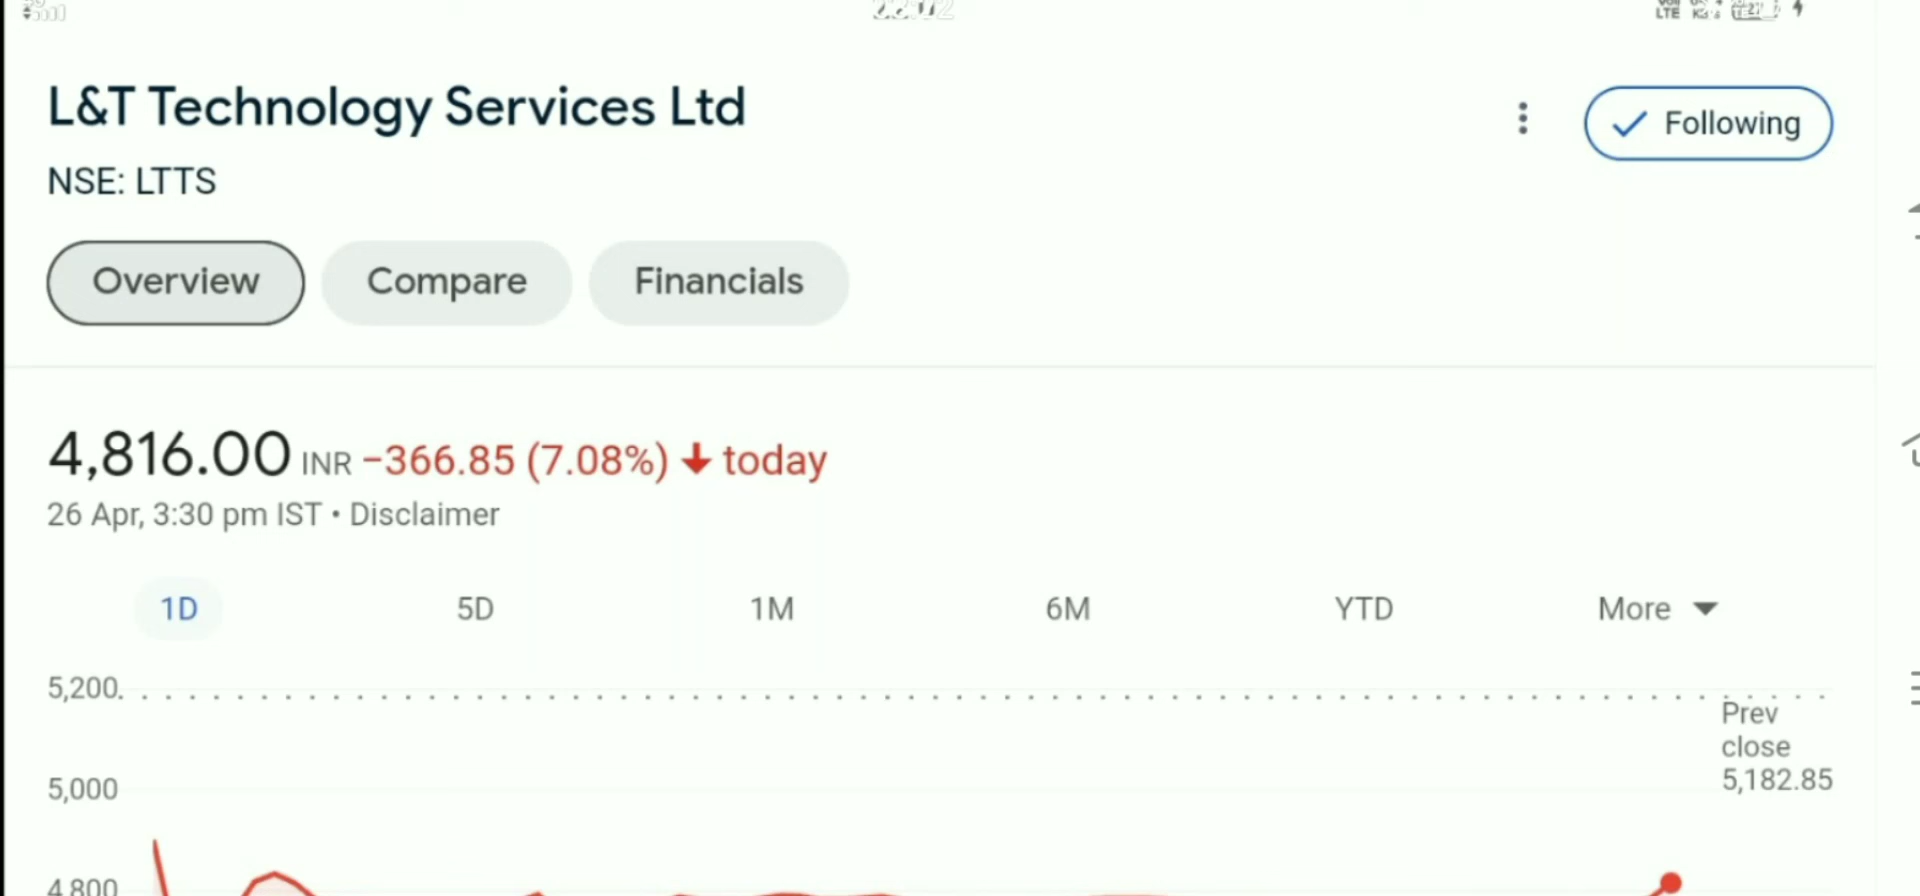 L&T Technology Services Ltd
Following
NSE: LTTS
Overview Compare Financials
4,816.00 INR −366.85 (7.08%) ↓ today
26 Apr, 3:30 pm IST • Disclaimer
1D 5D 1M 6M YTD More
5,200
Prev
close
5,182.85
5,000
4,800